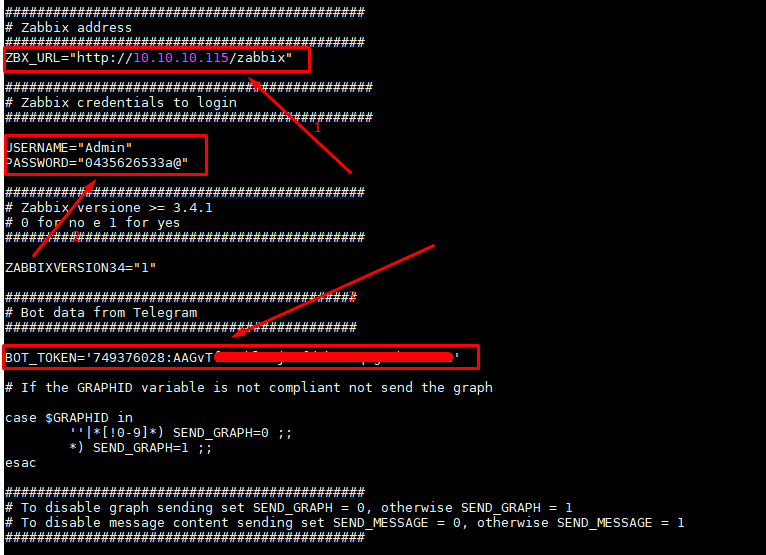 #############################################
# Zabbix address
#############################################
ZBX_URL="http://10.10.10.115/zabbix"
##############################################
# Zabbix credentials to login
##############################################
1
USERNAME="Admin"
PASSWORD="0435626533a@"
#############################################
# Zabbix versione >= 3.4.1
# 0 for no e 1 for yes
#############################################
ZABBIXVERSION34="1"
############################################
# Bot data from Telegram
############################################
BOT_TOKEN='749376028:AAGvT
# If the GRAPHID variable is not compliant not send the graph
case $GRAPHID in
''|*[!0-9]*) SEND_GRAPH=0 ;;
*) SEND_GRAPH=1 ;;
esac
#############################################
# To disable graph sending set SEND_GRAPH = 0, otherwise SEND_GRAPH = 1
# To disable message content sending set SEND_MESSAGE = 0, otherwise SEND_MESSAGE = 1
#############################################